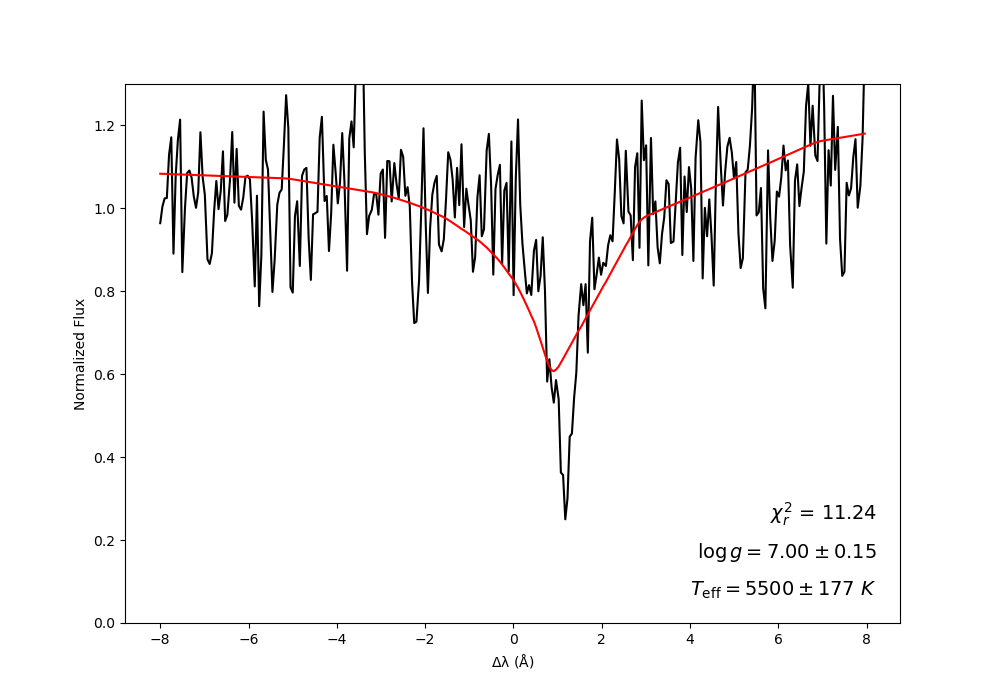 1.2
1.0
0.8
0.6
0.4
0.2
0.0
Normalized Flux
χ²ᵣ = 11.24
log g = 7.00 ± 0.15
T_eff = 5500 ± 177 K
−8 −6 −4 −2 0 2 4 6 8
Δλ (Å)